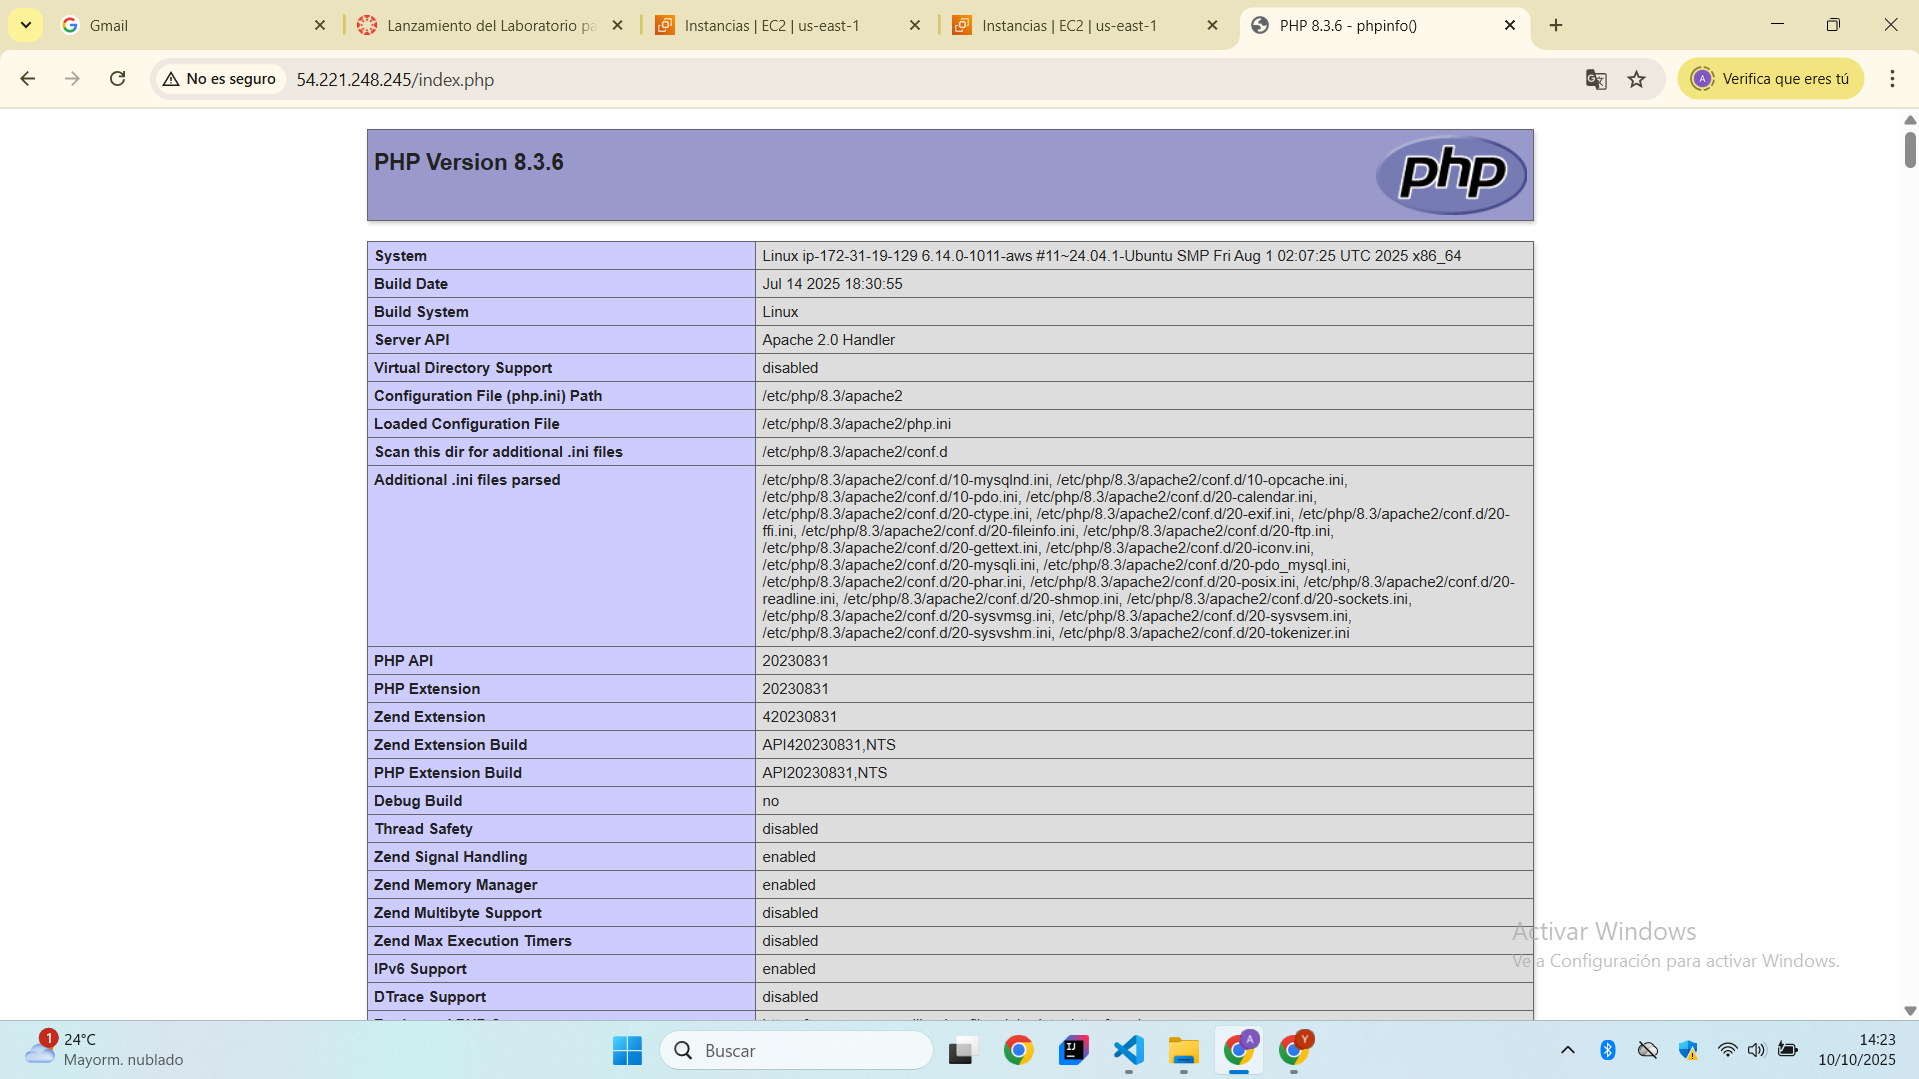 Gmail
Lanzamiento del Laboratorio pa
Instancias | EC2 | us-east-1
Instancias | EC2 | us-east-1
PHP 8.3.6 - phpinfo()
No es seguro
54.221.248.245/index.php
A
Verifica que eres tú
PHP Version 8.3.6
php
System Linux ip-172-31-19-129 6.14.0-1011-aws #11~24.04.1-Ubuntu SMP Fri Aug 1 02:07:25 UTC 2025 x86_64
Build Date Jul 14 2025 18:30:55
Build System Linux
Server API Apache 2.0 Handler
Virtual Directory Support disabled
Configuration File (php.ini) Path /etc/php/8.3/apache2
Loaded Configuration File /etc/php/8.3/apache2/php.ini
Scan this dir for additional .ini files /etc/php/8.3/apache2/conf.d
Additional .ini files parsed /etc/php/8.3/apache2/conf.d/10-mysqlnd.ini, /etc/php/8.3/apache2/conf.d/10-opcache.ini,
/etc/php/8.3/apache2/conf.d/10-pdo.ini, /etc/php/8.3/apache2/conf.d/20-calendar.ini,
/etc/php/8.3/apache2/conf.d/20-ctype.ini, /etc/php/8.3/apache2/conf.d/20-exif.ini, /etc/php/8.3/apache2/conf.d/20-
ffi.ini, /etc/php/8.3/apache2/conf.d/20-fileinfo.ini, /etc/php/8.3/apache2/conf.d/20-ftp.ini,
/etc/php/8.3/apache2/conf.d/20-gettext.ini, /etc/php/8.3/apache2/conf.d/20-iconv.ini,
/etc/php/8.3/apache2/conf.d/20-mysqli.ini, /etc/php/8.3/apache2/conf.d/20-pdo_mysql.ini,
/etc/php/8.3/apache2/conf.d/20-phar.ini, /etc/php/8.3/apache2/conf.d/20-posix.ini, /etc/php/8.3/apache2/conf.d/20-
readline.ini, /etc/php/8.3/apache2/conf.d/20-shmop.ini, /etc/php/8.3/apache2/conf.d/20-sockets.ini,
/etc/php/8.3/apache2/conf.d/20-sysvmsg.ini, /etc/php/8.3/apache2/conf.d/20-sysvsem.ini,
/etc/php/8.3/apache2/conf.d/20-sysvshm.ini, /etc/php/8.3/apache2/conf.d/20-tokenizer.ini
PHP API 20230831
PHP Extension 20230831
Zend Extension 420230831
Zend Extension Build API420230831,NTS
PHP Extension Build API20230831,NTS
Debug Build no
Thread Safety disabled
Zend Signal Handling enabled
Zend Memory Manager enabled
Zend Multibyte Support disabled
Zend Max Execution Timers disabled
IPv6 Support enabled
DTrace Support disabled
Activar Windows
Ve a Configuración para activar Windows.
1
24°C
Mayorm. nublado
Buscar
IJ
A
Y
14:23
10/10/2025